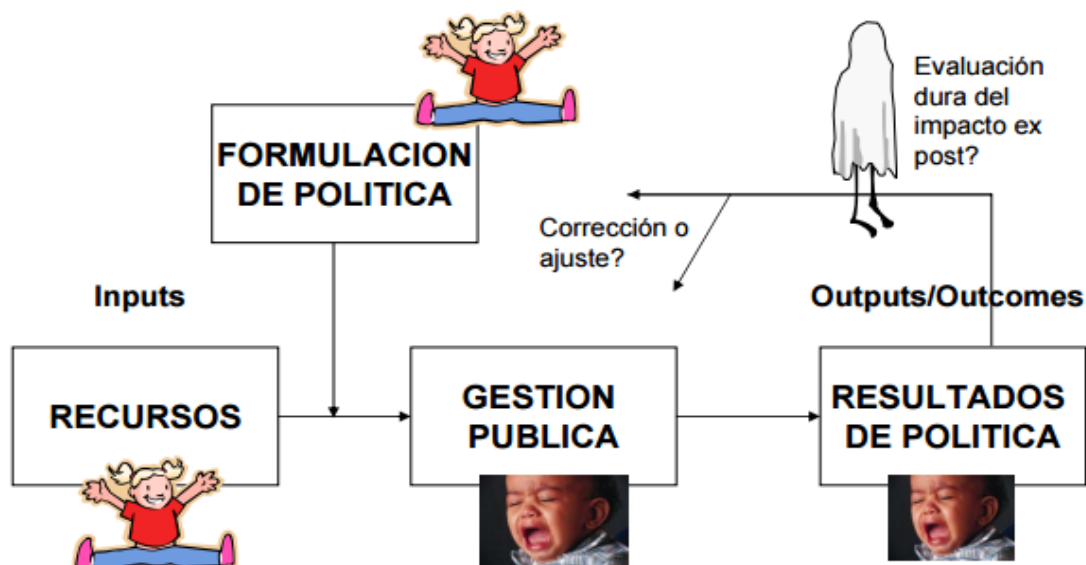 FORMULACION
DE POLITICA
Evaluación
dura del
impacto ex
post?
Corrección o
ajuste?
Inputs
Outputs/Outcomes
RECURSOS
GESTION
PUBLICA
RESULTADOS
DE POLITICA